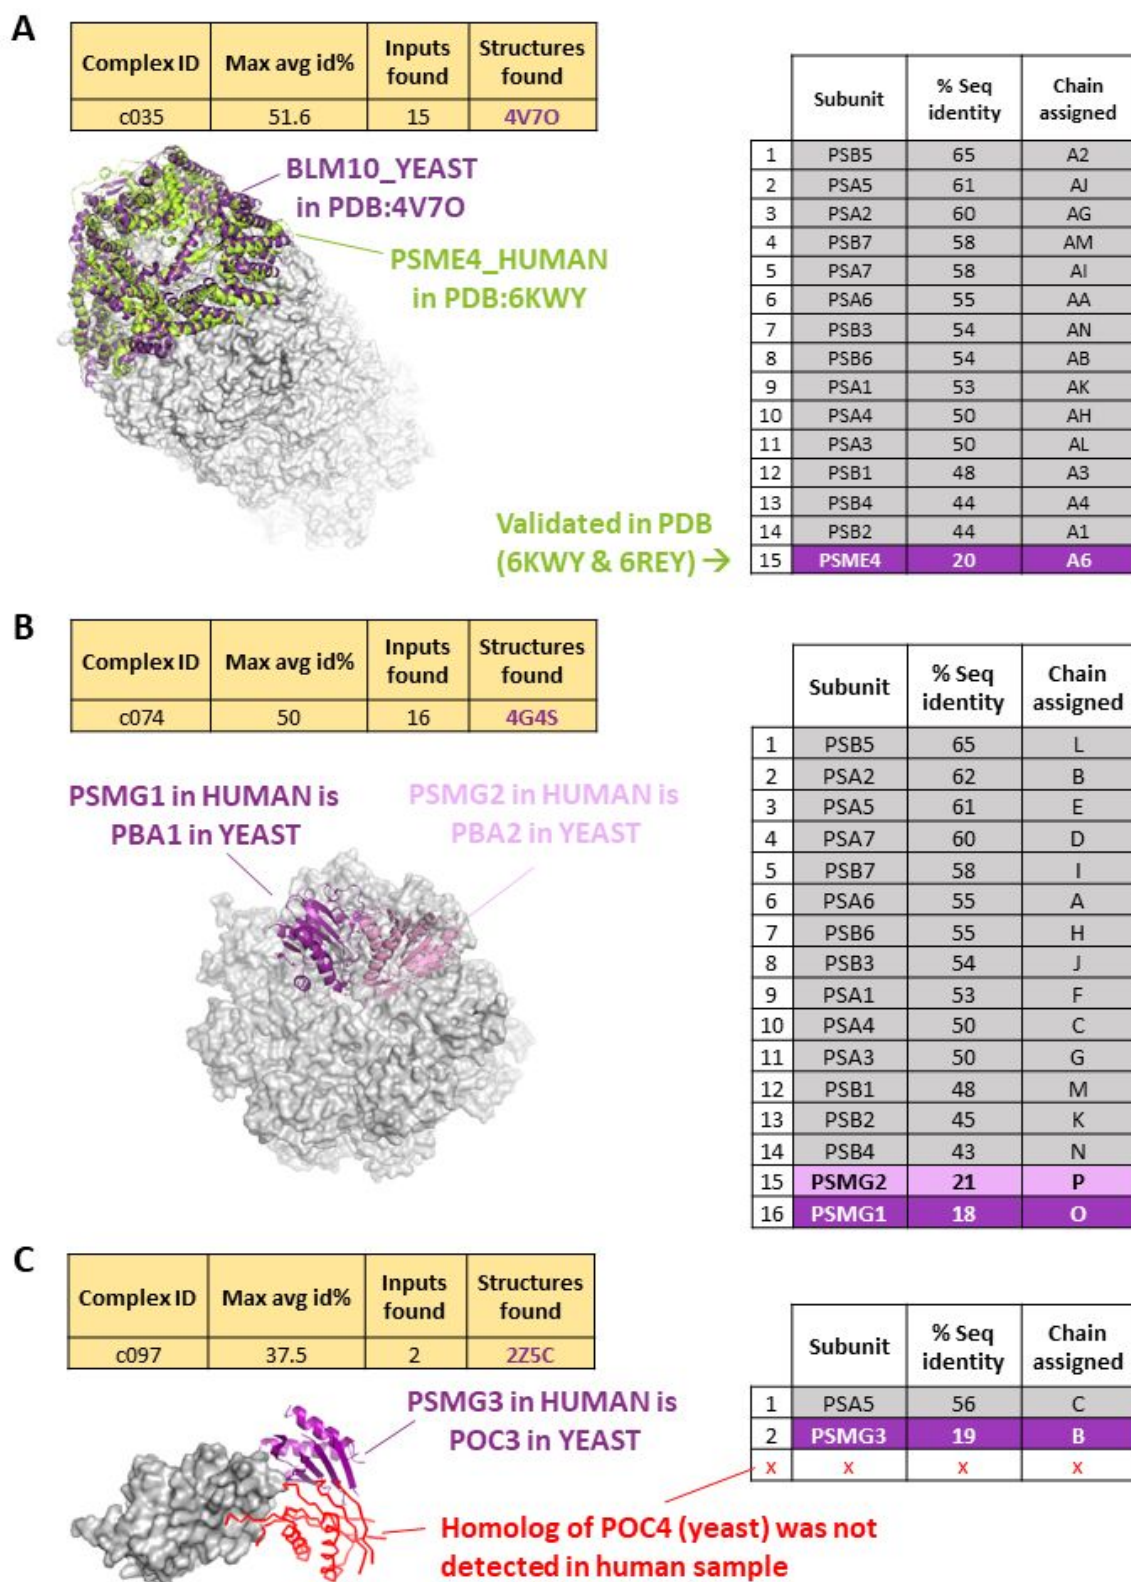 A
Complex ID Max avg id% Inputs found Structures found
c035 51.6 15 4V7O
BLM10_YEAST
in PDB:4V7O
PSME4_HUMAN
in PDB:6KWY
Validated in PDB
(6KWY & 6REY) →
Subunit % Seq identity Chain assigned
1 PSB5 65 A2
2 PSA5 61 AJ
3 PSA2 60 AG
4 PSB7 58 AM
5 PSA7 58 AI
6 PSA6 55 AA
7 PSB3 54 AN
8 PSB6 54 AB
9 PSA1 53 AK
10 PSA4 50 AH
11 PSA3 50 AL
12 PSB1 48 A3
13 PSB4 44 A4
14 PSB2 44 A1
15 PSME4 20 A6
B
Complex ID Max avg id% Inputs found Structures found
c074 50 16 4G4S
PSMG1 in HUMAN is
PBA1 in YEAST
PSMG2 in HUMAN is
PBA2 in YEAST
Subunit % Seq identity Chain assigned
1 PSB5 65 L
2 PSA2 62 B
3 PSA5 61 E
4 PSA7 60 D
5 PSB7 58 I
6 PSA6 55 A
7 PSB6 55 H
8 PSB3 54 J
9 PSA1 53 F
10 PSA4 50 C
11 PSA3 50 G
12 PSB1 48 M
13 PSB2 45 K
14 PSB4 43 N
15 PSMG2 21 P
16 PSMG1 18 O
C
Complex ID Max avg id% Inputs found Structures found
c097 37.5 2 2Z5C
PSMG3 in HUMAN is
POC3 in YEAST
Homolog of POC4 (yeast) was not
detected in human sample
Subunit % Seq identity Chain assigned
1 PSA5 56 C
2 PSMG3 19 B
x x x x